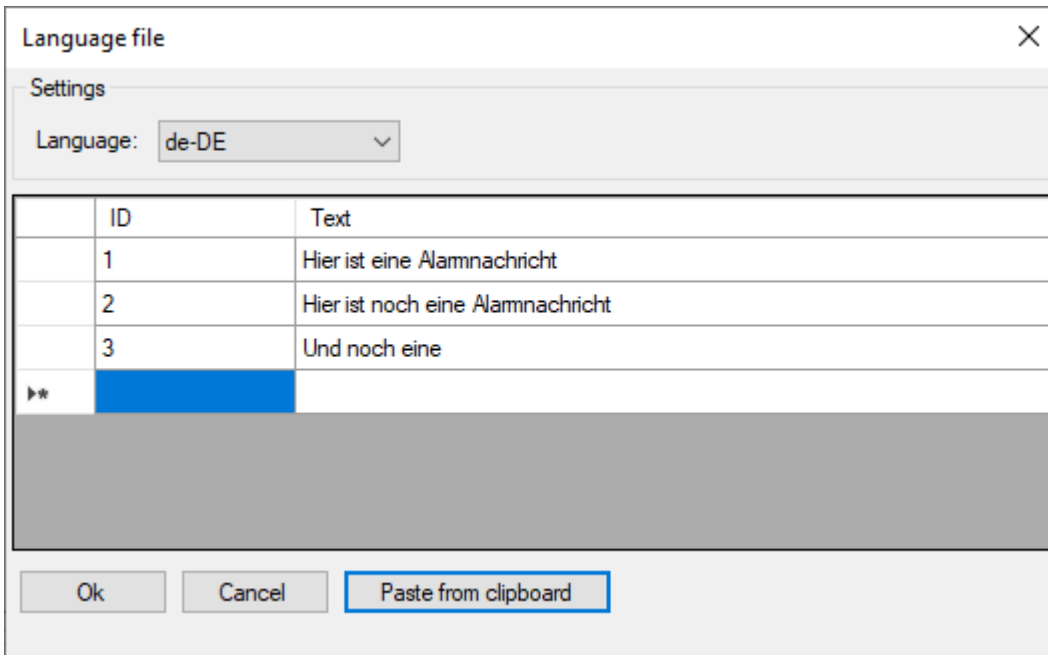 Language file
Settings
Language: de-DE
ID Text
1 Hier ist eine Alarmnachricht
2 Hier ist noch eine Alarmnachricht
3 Und noch eine
Ok Cancel Paste from clipboard